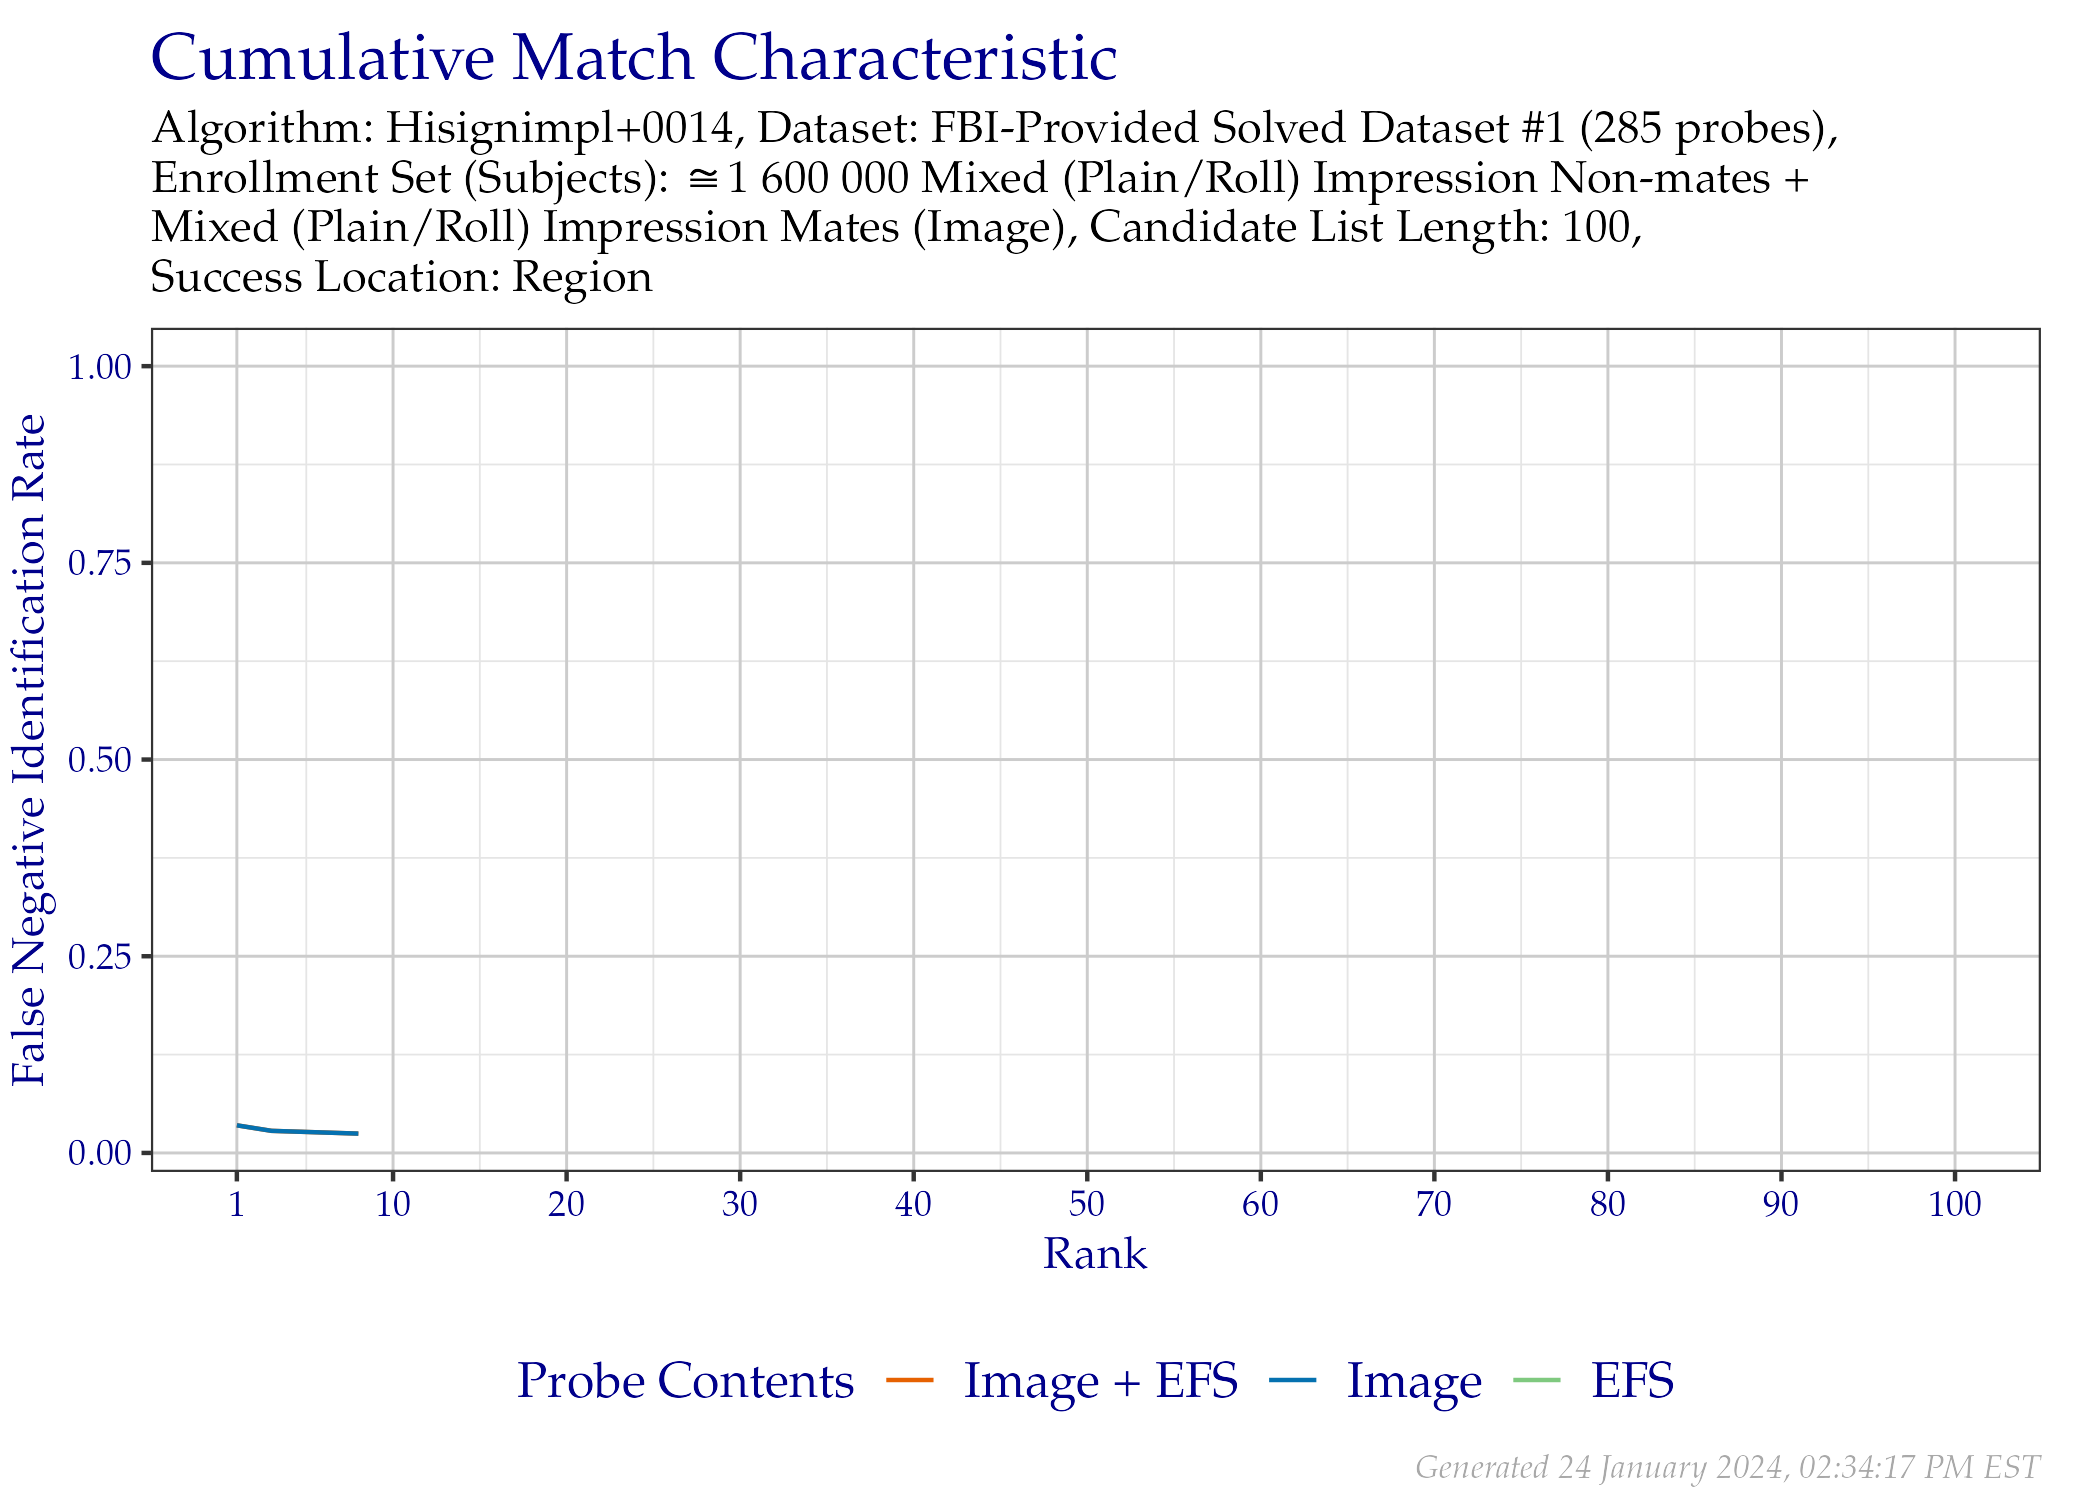 Cumulative Match Characteristic
Algorithm: Hisignimpl+0014, Dataset: FBI-Provided Solved Dataset #1 (285 probes),
Enrollment Set (Subjects): ≅ 1 600 000 Mixed (Plain/Roll) Impression Non-mates +
Mixed (Plain/Roll) Impression Mates (Image), Candidate List Length: 100,
Success Location: Region
False Negative Identification Rate
1.00
0.75
0.50
0.25
0.00
1 10 20 30 40 50 60 70 80 90 100
Rank
Probe Contents Image + EFS Image EFS
Generated 24 January 2024, 02:34:17 PM EST